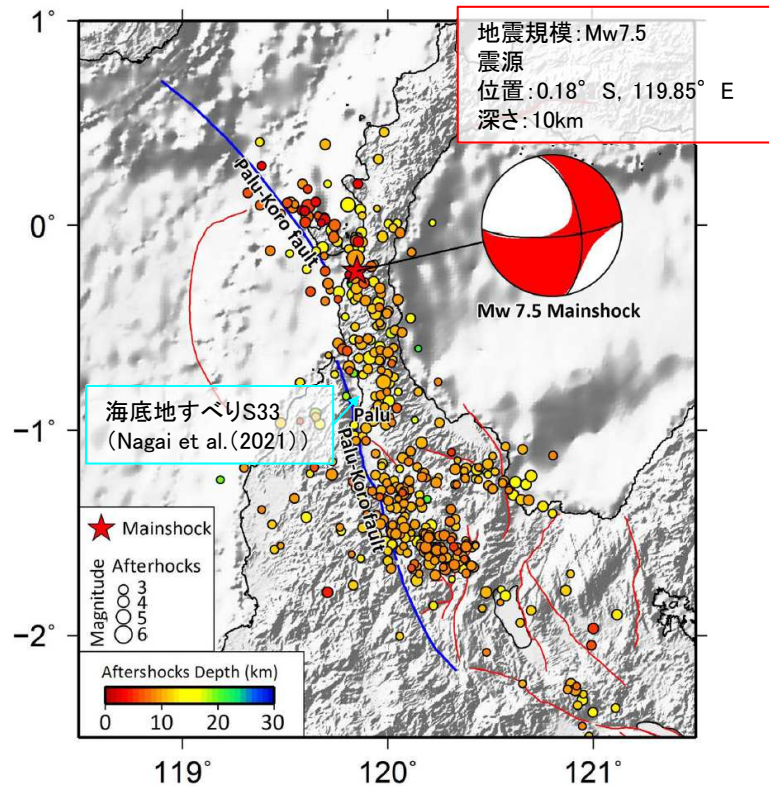 地震規模:Mw7.5
震源
位置:0.18° S, 119.85° E
深さ:10km
1°
0°
−1°
−2°
119°
120°
121°
Palu-Koro fault
Mw 7.5 Mainshock
海底地すべりS33
(Nagai et al.(2021))
Palu
Palu-Koro fault
Mainshock
Magnitude
Afterhocks
3
4
5
6
Aftershocks Depth (km)
0 10 20 30